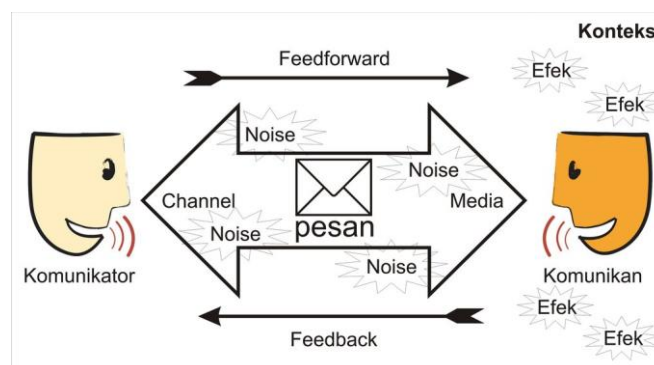 Konteks
Feedforward
Efek
Efek
Noise
Noise
Channel
Media
pesan
Noise
Noise
Komunikator
Komunikan
Efek
Efek
Feedback